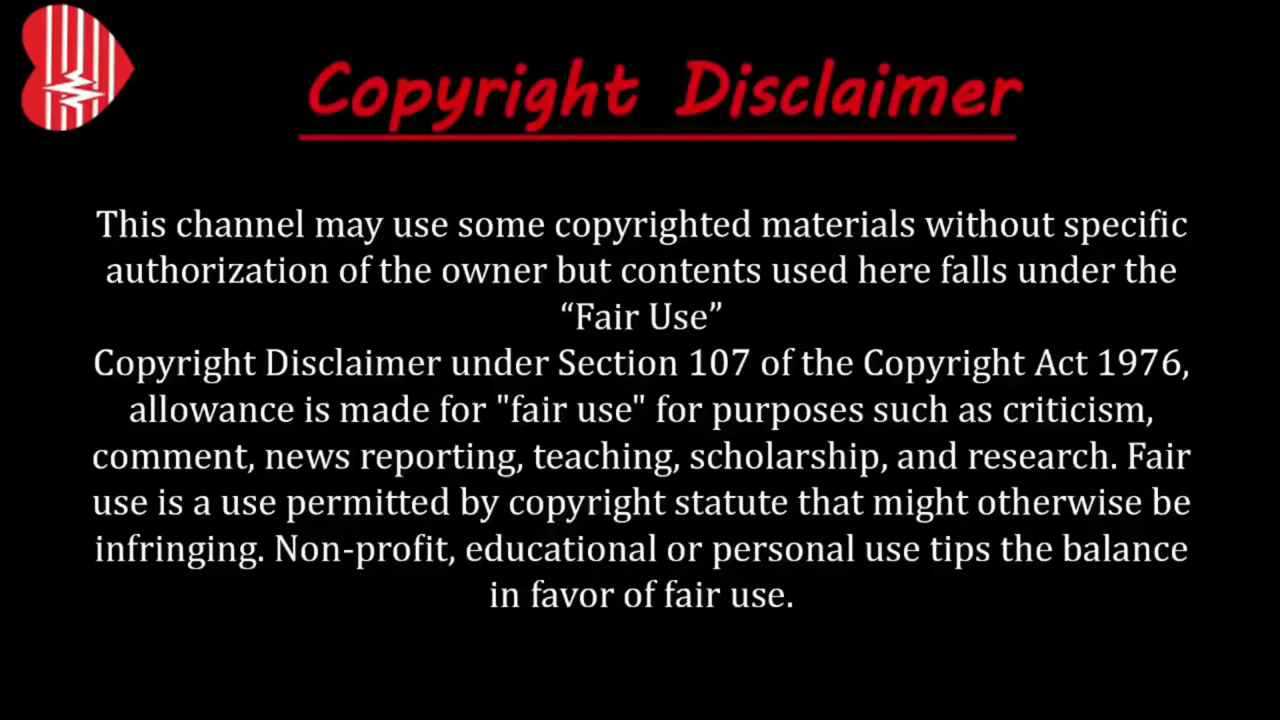 Copyright Disclaimer
This channel may use some copyrighted materials without specific
authorization of the owner but contents used here falls under the
“Fair Use”
Copyright Disclaimer under Section 107 of the Copyright Act 1976,
allowance is made for "fair use" for purposes such as criticism,
comment, news reporting, teaching, scholarship, and research. Fair
use is a use permitted by copyright statute that might otherwise be
infringing. Non-profit, educational or personal use tips the balance
in favor of fair use.